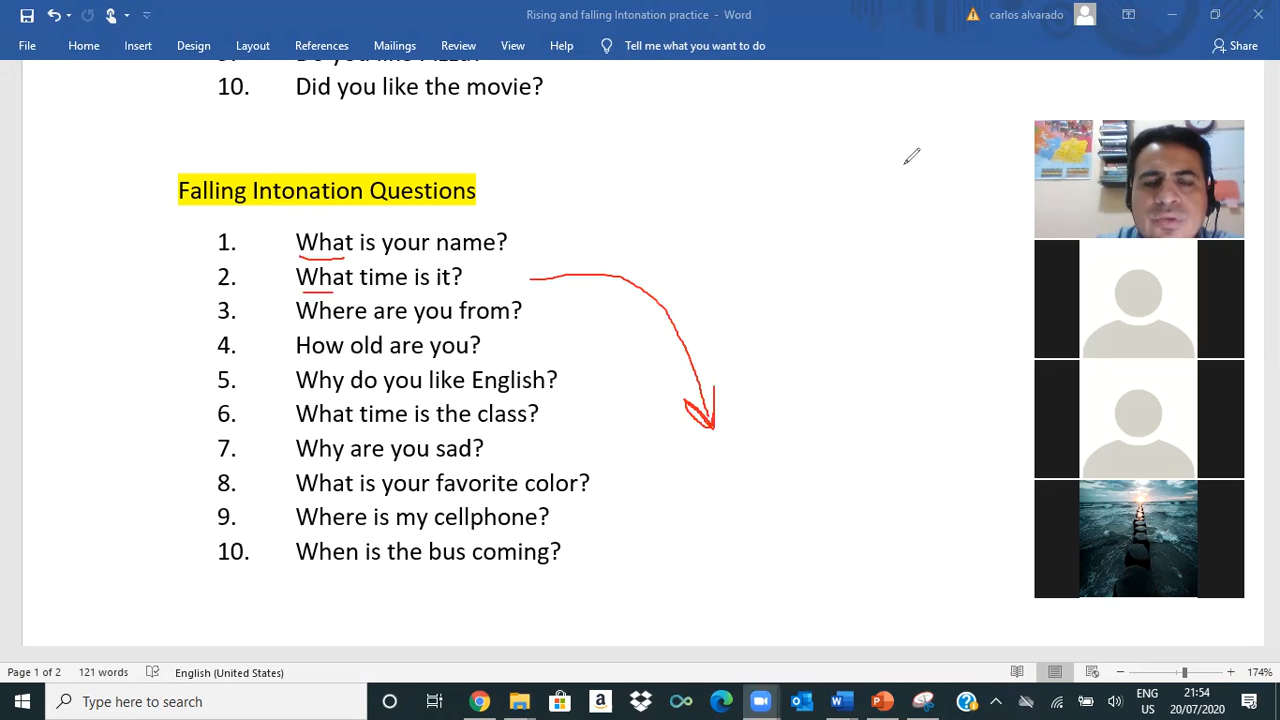 Rising and falling Intonation practice - Word
carlos alvarado
File Home Insert Design Layout References Mailings Review View Help Tell me what you want to do Share
10. Did you like the movie?
Falling Intonation Questions
1. What is your name?
2. What time is it?
3. Where are you from?
4. How old are you?
5. Why do you like English?
6. What time is the class?
7. Why are you sad?
8. What is your favorite color?
9. Where is my cellphone?
10. When is the bus coming?
Page 1 of 2 121 words English (United States) 174%
Type here to search
ENG 21:54
US 20/07/2020